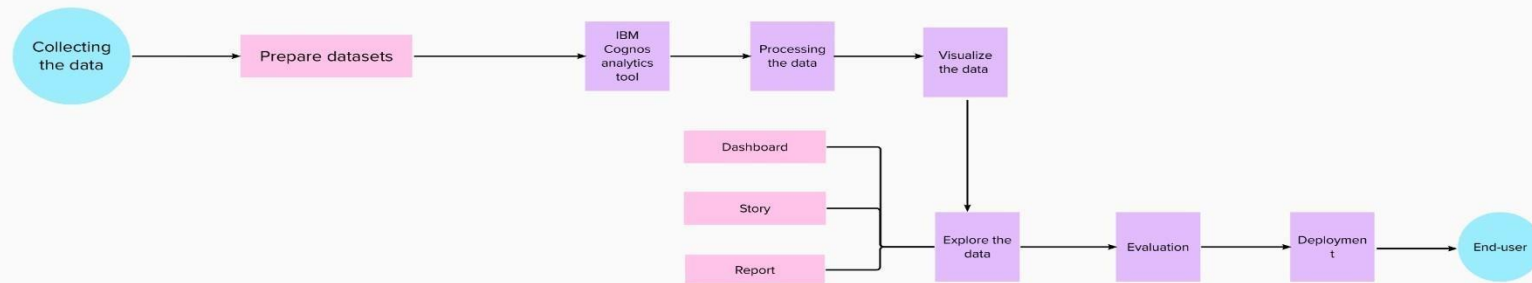 Collecting
the data
Prepare datasets
IBM
Cognos
analytics
tool
Processing
the data
Visualize
the data
Dashboard
Story
Report
Explore the
data
Evaluation
Deploymen
t
End-user